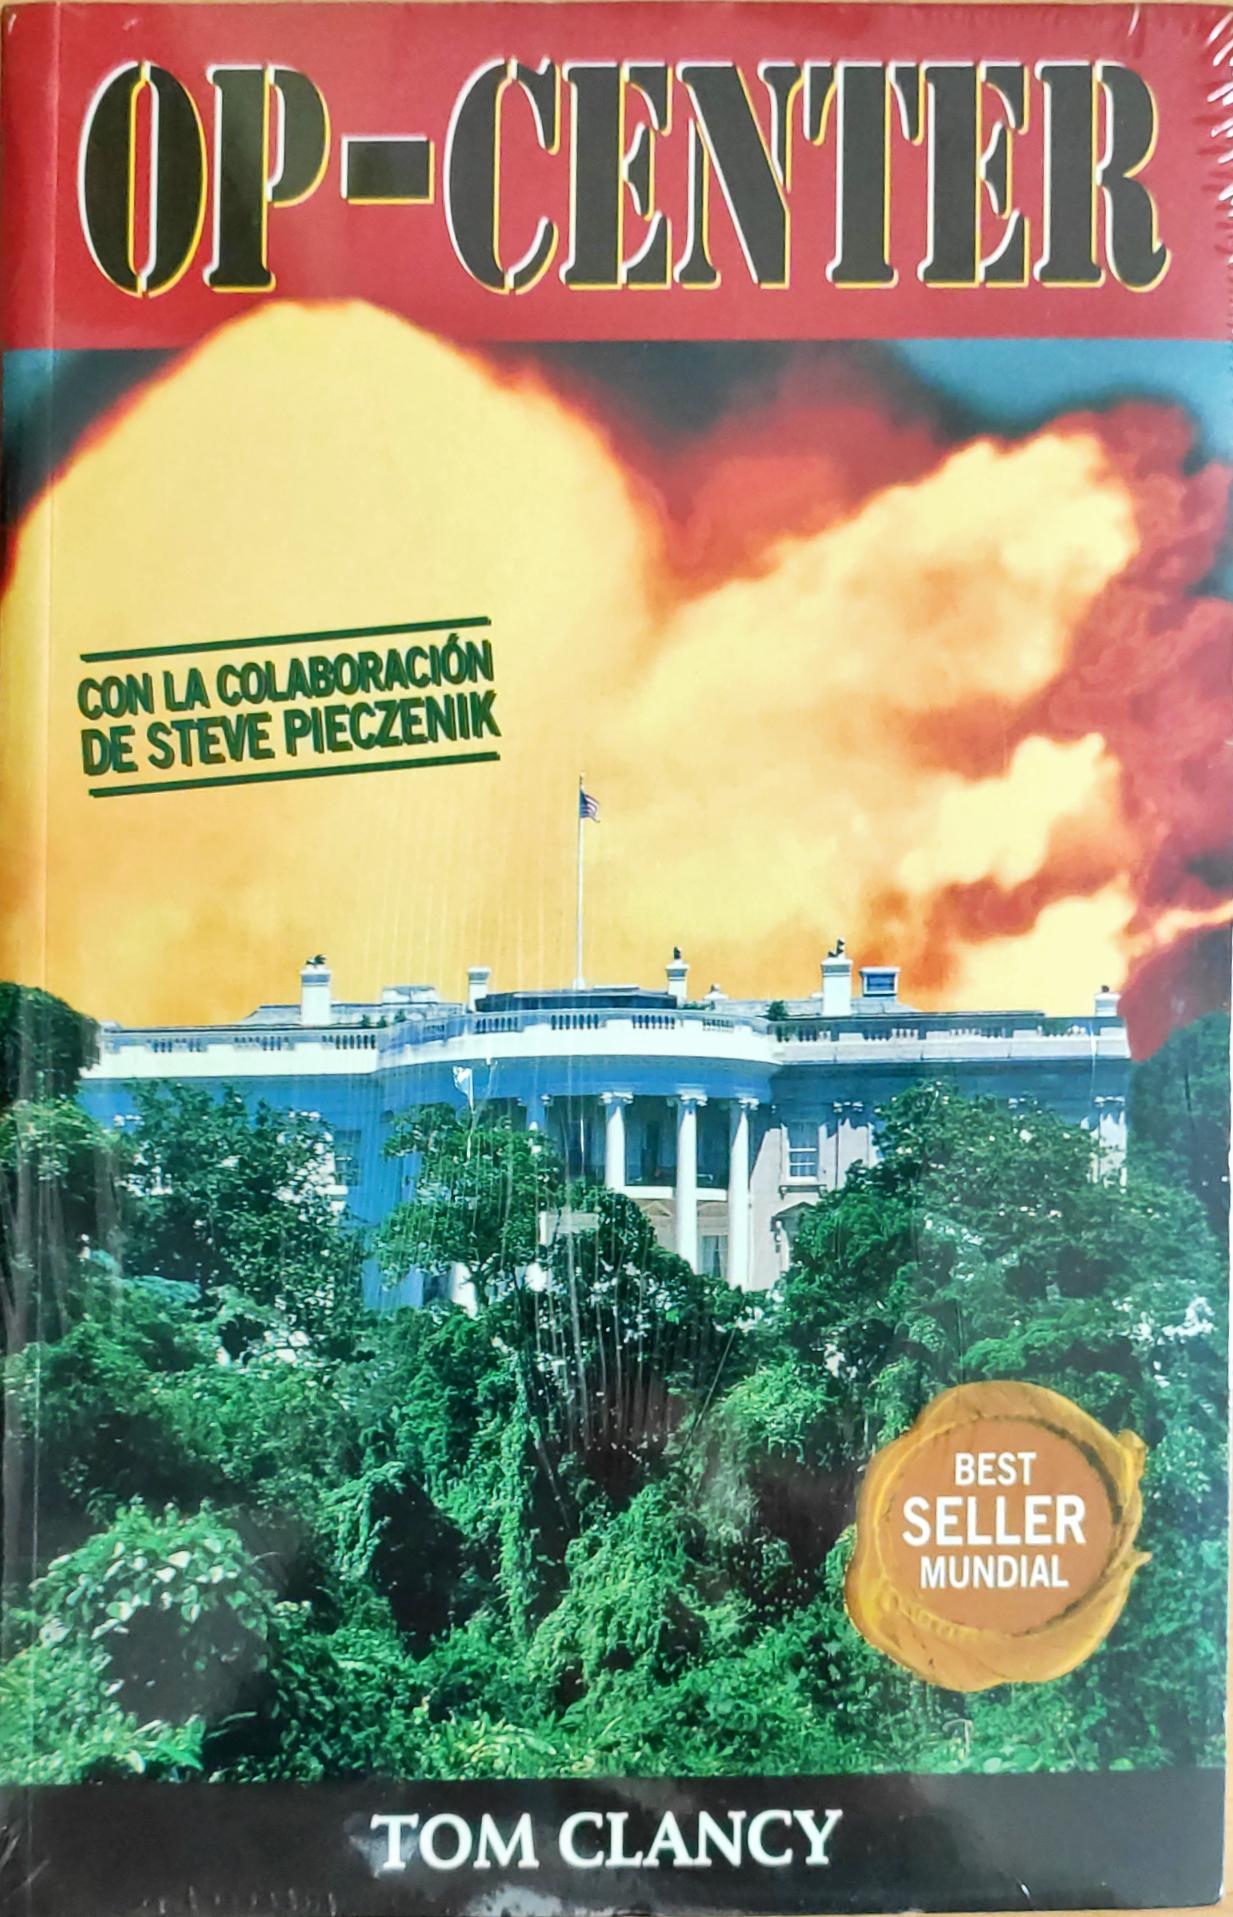 OP-CENTER
CON LA COLABORACIÓN
DE STEVE PIECZENIK
BEST
SELLER
MUNDIAL
TOM CLANCY